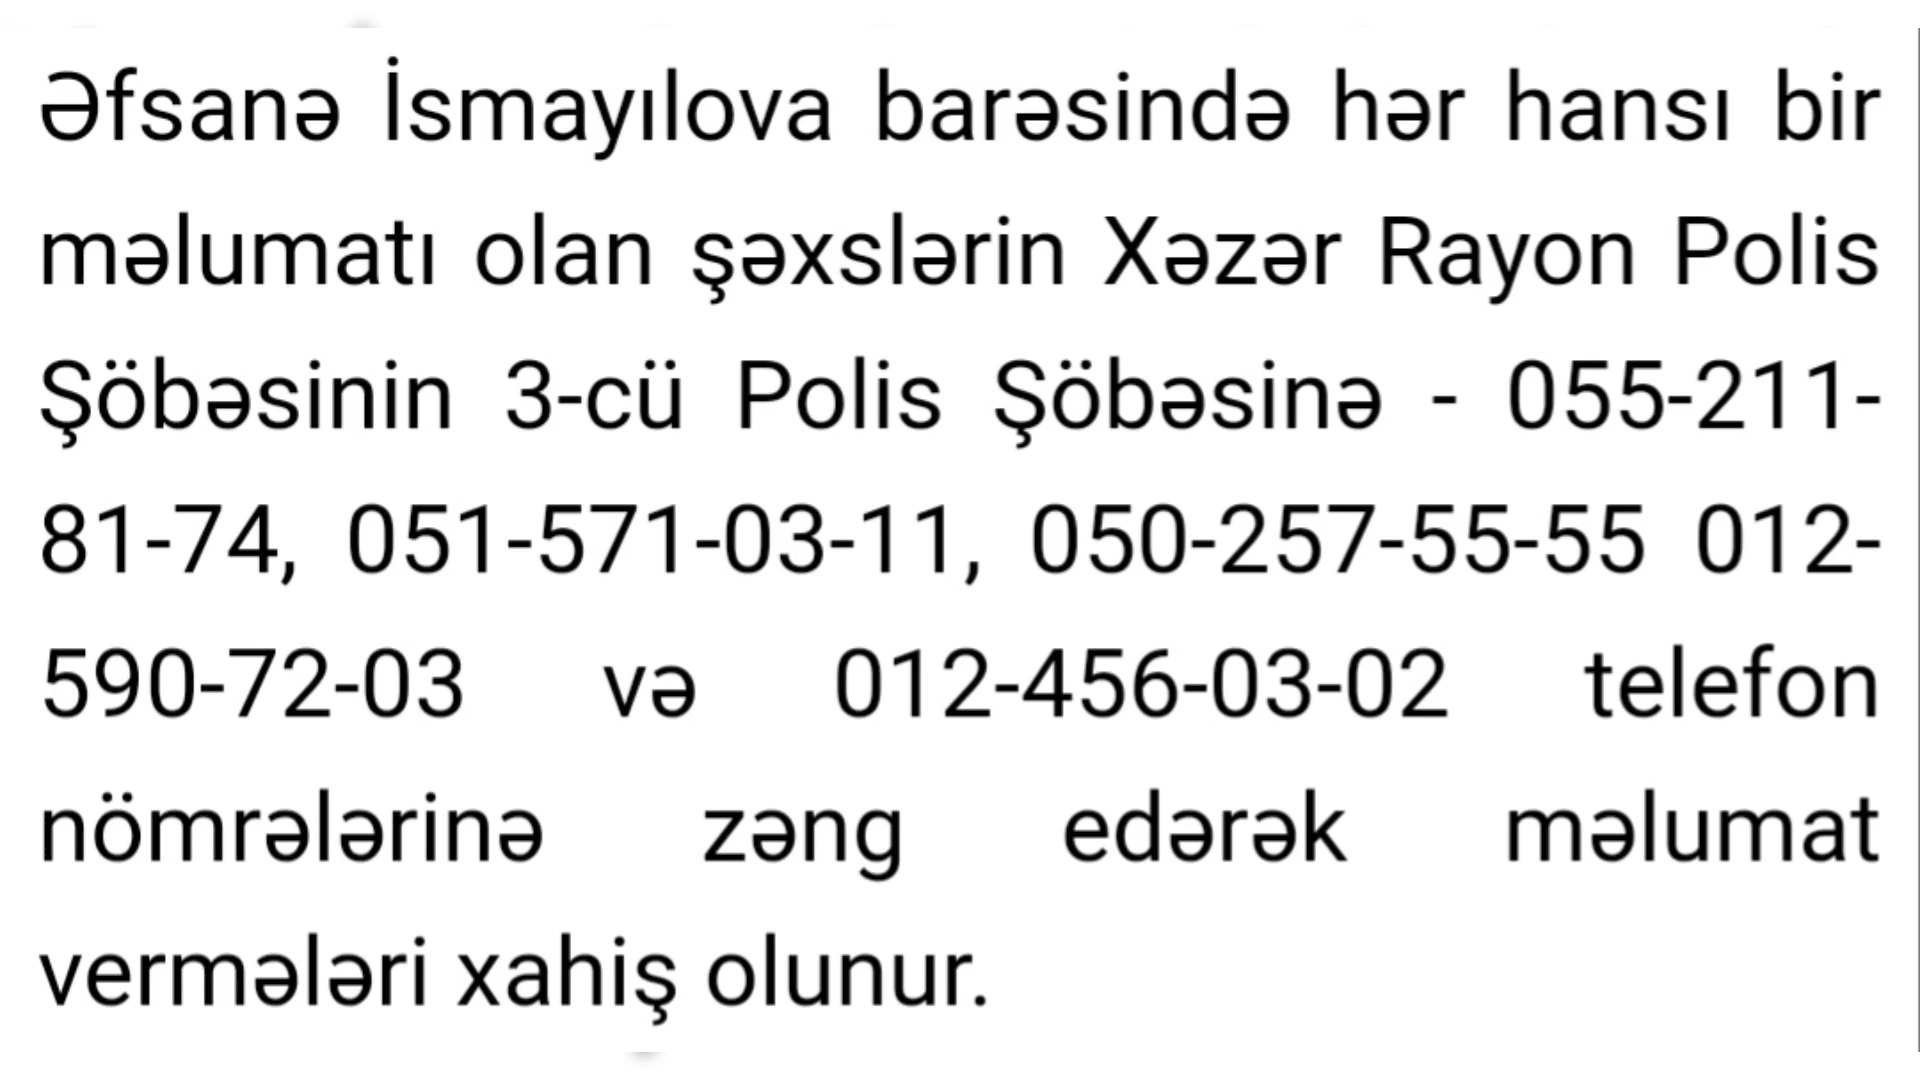 Əfsanə İsmayılova barəsində hər hansı bir
məlumatı olan şəxslərin Xəzər Rayon Polis
Şöbəsinin 3-cü Polis Şöbəsinə - 055-211-
81-74, 051-571-03-11, 050-257-55-55 012-
590-72-03 və 012-456-03-02 telefon
nömrələrinə zəng edərək məlumat
vermələri xahiş olunur.